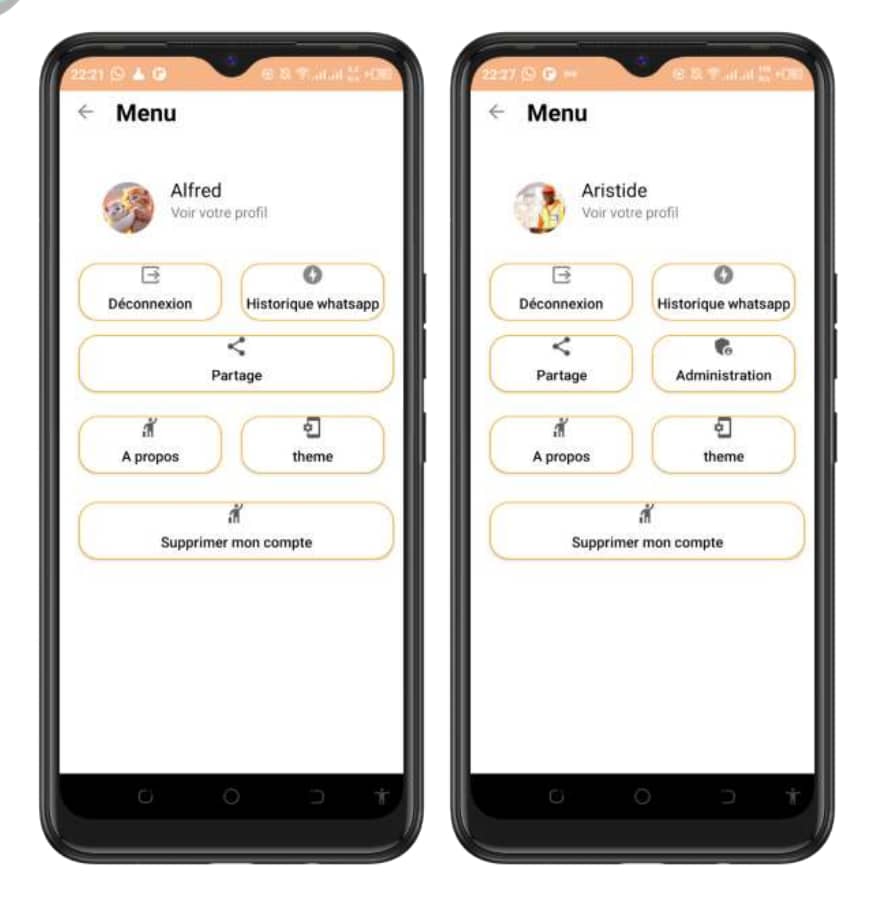 22:21
Menu
Alfred
Voir votre profil
Déconnexion
Historique whatsapp
Partage
A propos
theme
Supprimer mon compte
22:27
Menu
Aristide
Voir votre profil
Déconnexion
Historique whatsapp
Partage
Administration
A propos
theme
Supprimer mon compte